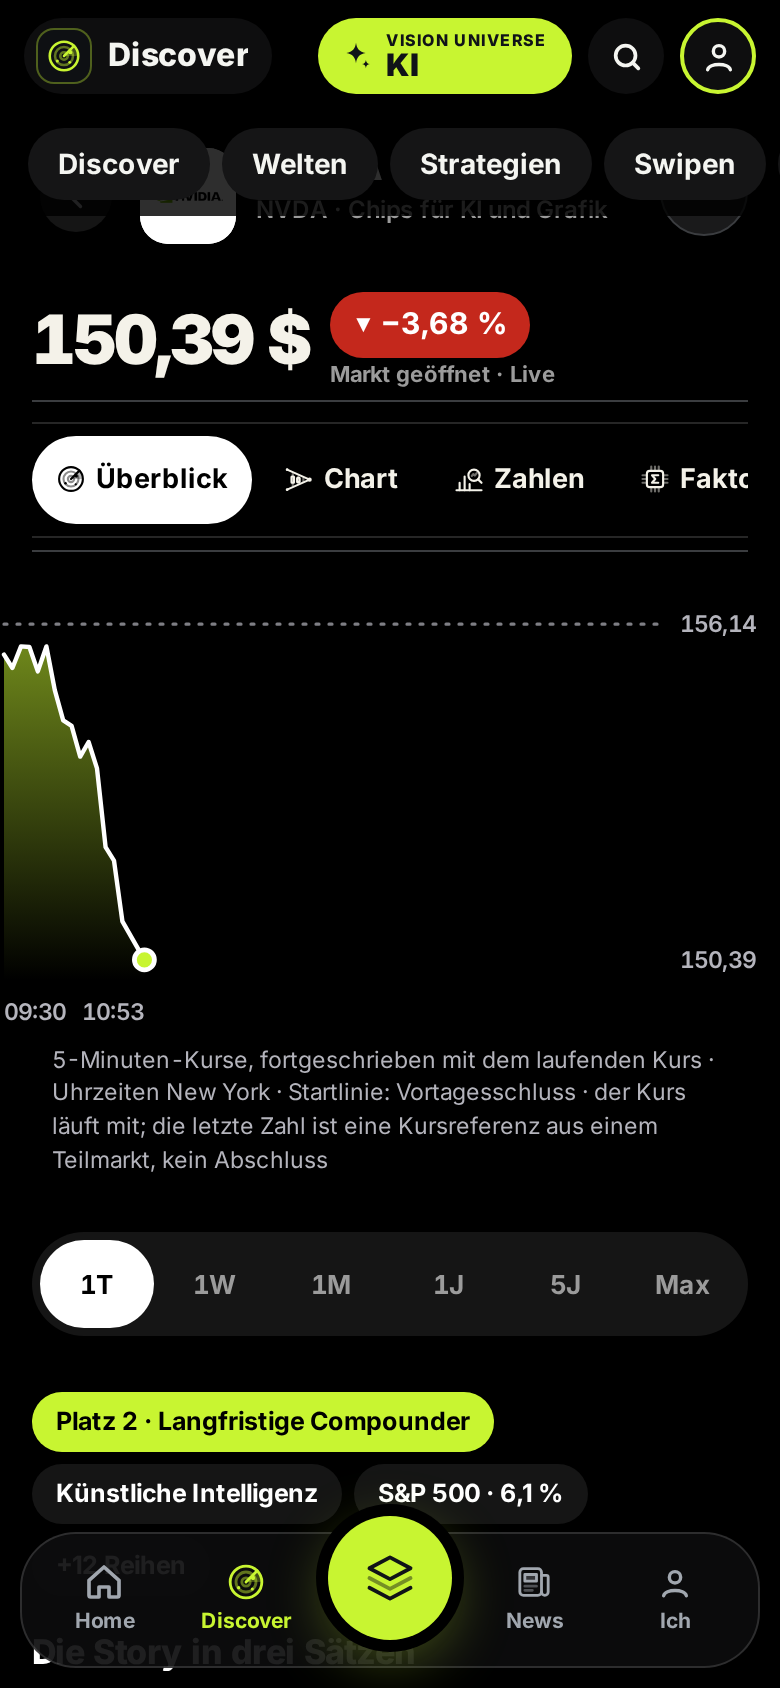 Discover
VISION UNIVERSE
KI
Discover
Welten
Strategien
Swipen
NVIDIA
NVDA · Chips für KI und Grafik
150,39 $
▼ −3,68 %
Markt geöffnet · Live
Überblick
Chart
Zahlen
Fakto
156,14
150,39
09:30
10:53
5-Minuten-Kurse, fortgeschrieben mit dem laufenden Kurs ·
Uhrzeiten New York · Startlinie: Vortagesschluss · der Kurs
läuft mit; die letzte Zahl ist eine Kursreferenz aus einem
Teilmarkt, kein Abschluss
1T
1W
1M
1J
5J
Max
Platz 2 · Langfristige Compounder
Künstliche Intelligenz
S&P 500 · 6,1 %
+12 Reihen
Home
Discover
News
Ich
Die Story in drei Sätzen